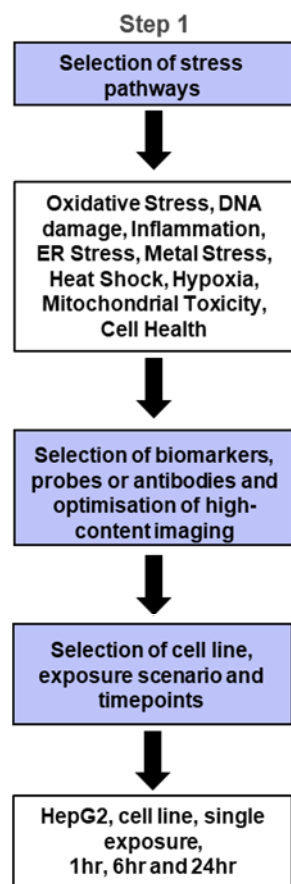 Step 1
Selection of stress
pathways
Oxidative Stress, DNA
damage, Inflammation,
ER Stress, Metal Stress,
Heat Shock, Hypoxia,
Mitochondrial Toxicity,
Cell Health
Selection of biomarkers,
probes or antibodies and
optimisation of high-
content imaging
Selection of cell line,
exposure scenario and
timepoints
HepG2, cell line, single
exposure,
1hr, 6hr and 24hr